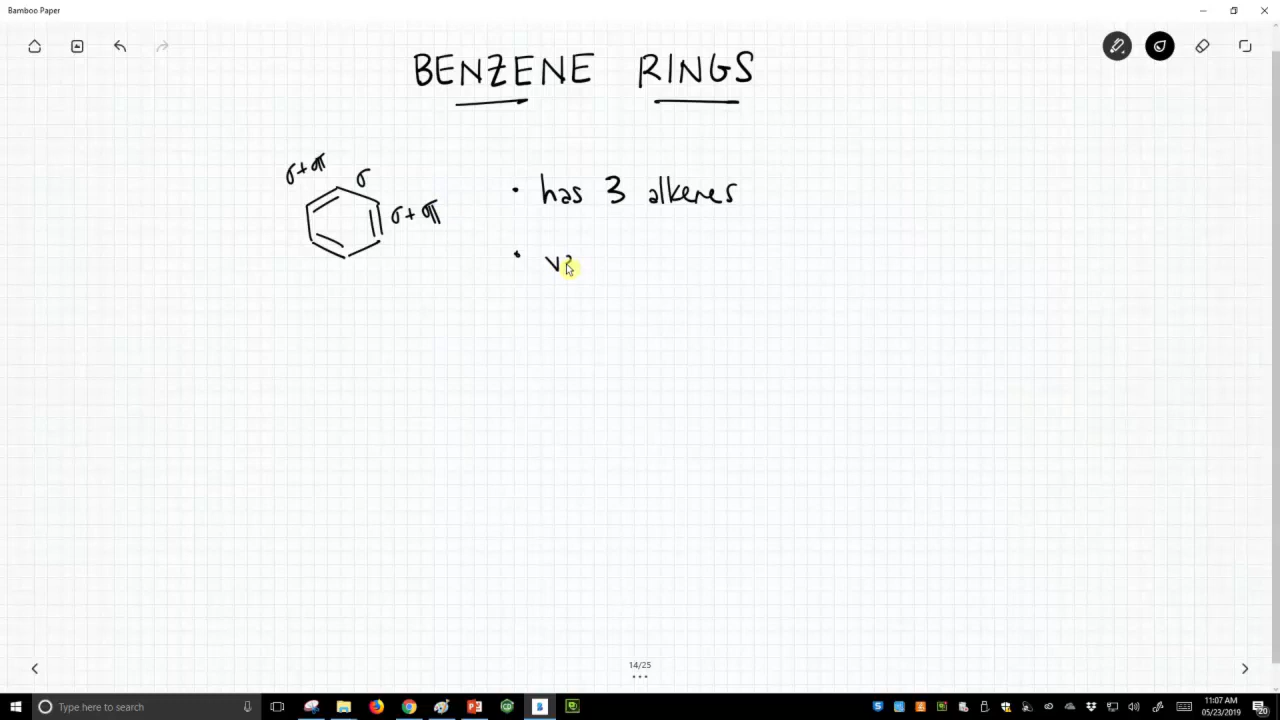 Bamboo Paper
BENZENE RINGS
σ+π
σ
σ+π
• has 3 alkenes
•
14/25
Type here to search
11:07 AM
05/23/2019
20